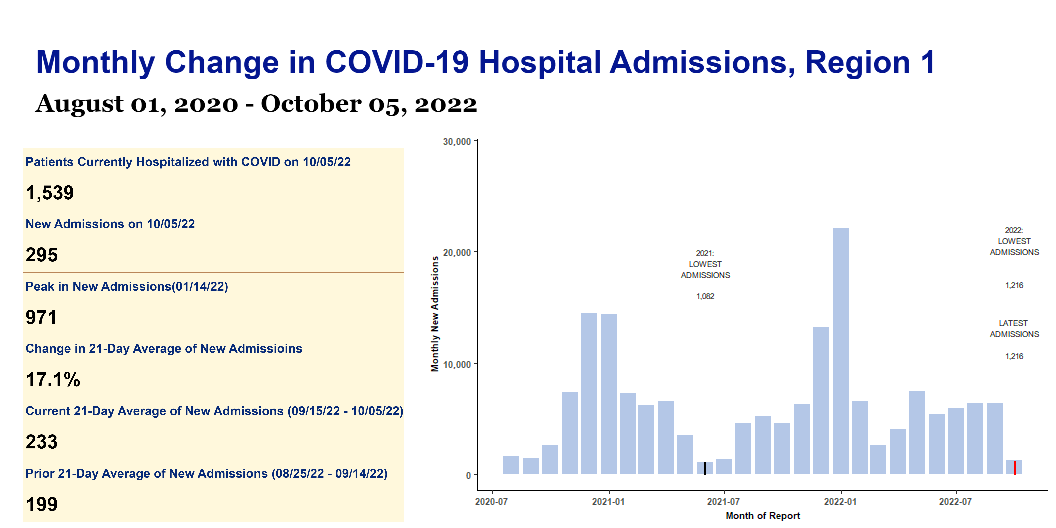 Monthly Change in COVID-19 Hospital Admissions, Region 1
August 01, 2020 - October 05, 2022
Patients Currently Hospitalized with COVID on 10/05/22
1,539
New Admissions on 10/05/22
295
Peak in New Admissions(01/14/22)
971
Change in 21-Day Average of New Admissioins
17.1%
Current 21-Day Average of New Admissions (09/15/22 - 10/05/22)
233
Prior 21-Day Average of New Admissions (08/25/22 - 09/14/22)
199
Monthly New Admissions
30,000
20,000
10,000
0
2021:
LOWEST
ADMISSIONS
1,082
2022:
LOWEST
ADMISSIONS
1,216
LATEST
ADMISSIONS
1,216
2020-07
2021-01
2021-07
2022-01
2022-07
Month of Report